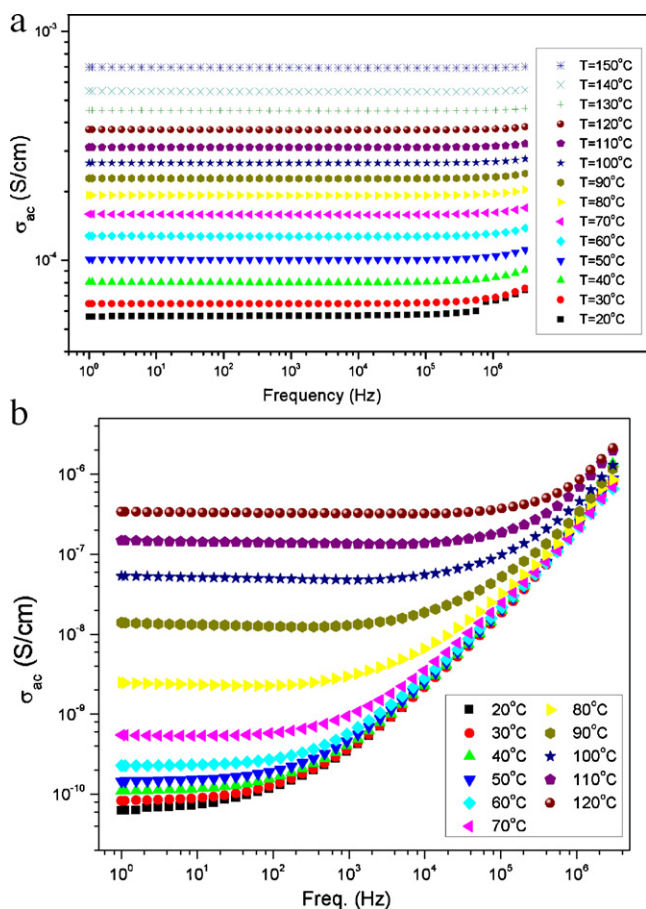 a
10⁻³
10⁻⁴
σac (S/cm)
T=150°C
T=140°C
T=130°C
T=120°C
T=110°C
T=100°C
T=90°C
T=80°C
T=70°C
T=60°C
T=50°C
T=40°C
T=30°C
T=20°C
10⁰ 10¹ 10² 10³ 10⁴ 10⁵ 10⁶
Frequency (Hz)
b
10⁻⁶
10⁻⁷
10⁻⁸
10⁻⁹
10⁻¹⁰
σac (S/cm)
20°C 80°C
30°C 90°C
40°C 100°C
50°C 110°C
60°C 120°C
70°C
10⁰ 10¹ 10² 10³ 10⁴ 10⁵ 10⁶
Freq. (Hz)